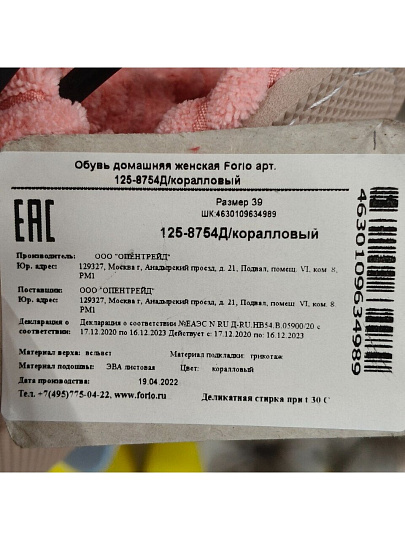 Обувь домашняя женская Forio арт.
125-8754Д/коралловый
EAC
Размер 39
ШК:4630109634989
125-8754Д/коралловый
4630109634989
Производитель: ООО "ОПЕНТРЕЙД"
Юр. адрес: 129327, Москва г, Анадырский проезд, д. 21, Подвал, помещ. VI, ком. 8, РМ1
Поставщик: ООО "ОПЕНТРЕЙД"
Юр. адрес: 129327, Москва г, Анадырский проезд, д. 21, Подвал, помещ. VI, ком. 8, РМ1
Декларация о соответствии: Декларация о соответствии №ЕАЭС N RU Д-RU.НВ54.В.05900/20 с 17.12.2020 по 16.12.2023 Действует с: 17.12.2020 по 16.12.2023
Материал верха: вельвет Материал подкладки: трикотаж
Материал подошвы: ЭВА листовая Цвет: коралловый
Дата производства: 19.04.2022
Тел. +7(495)775-04-22, www.forio.ru Деликатная стирка при t 30 С